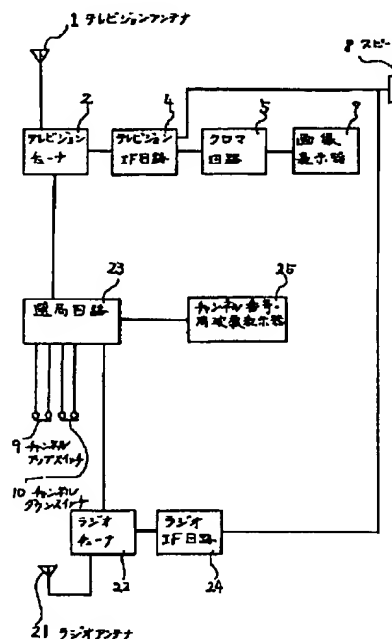 1 テレビジョンアンテナ
8 スピー
2
テレビジョン
チューナ
4
テレビジョン
IF回路
5
クロマ
回路
画像
表示器
23
選局回路
25
チャンネル番号・
周波数表示器
9 チャンネル
アップスイッチ
10 チャンネル
ダウンスイッチ
ラジオ
チューナ
22
ラジオ
IF回路
24
21 ラジオアンテナ